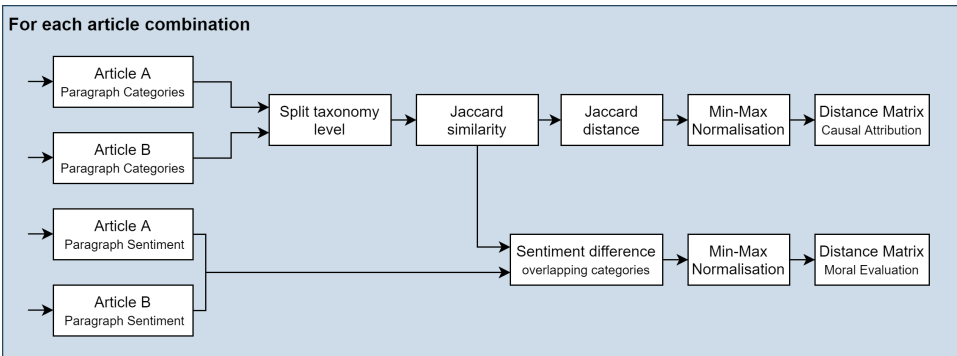 For each article combination
Article A
Paragraph Categories
Article B
Paragraph Categories
Article A
Paragraph Sentiment
Article B
Paragraph Sentiment
Split taxonomy
level
Jaccard
similarity
Jaccard
distance
Min-Max
Normalisation
Distance Matrix
Causal Attribution
Sentiment difference
overlapping categories
Min-Max
Normalisation
Distance Matrix
Moral Evaluation